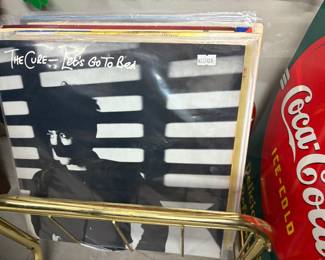 THE CURE — LET'S GO TO BED
Coca-Cola
ICE-COLD